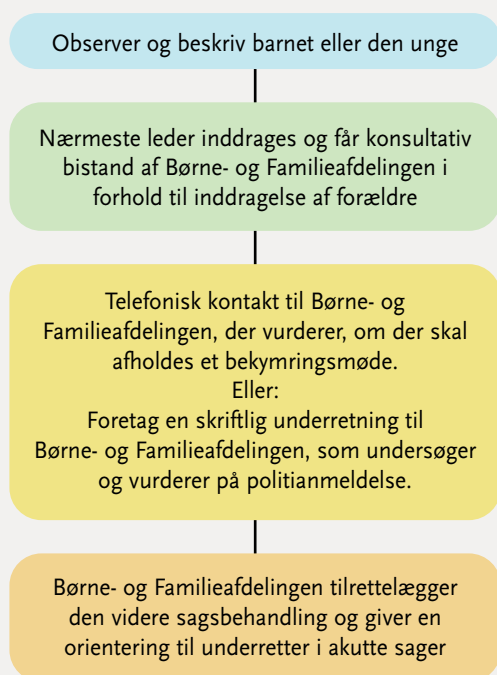 Observer og beskriv barnet eller den unge
Nærmeste leder inddrages og får konsultativ
bistand af Børne- og Familieafdelingen i
forhold til inddragelse af forældre
Telefonisk kontakt til Børne- og
Familieafdelingen, der vurderer, om der skal
afholdes et bekymringsmøde.
Eller:
Foretag en skriftlig underretning til
Børne- og Familieafdelingen, som undersøger
og vurderer på politianmeldelse.
Børne- og Familieafdelingen tilrettelægger
den videre sagsbehandling og giver en
orientering til underretter i akutte sager